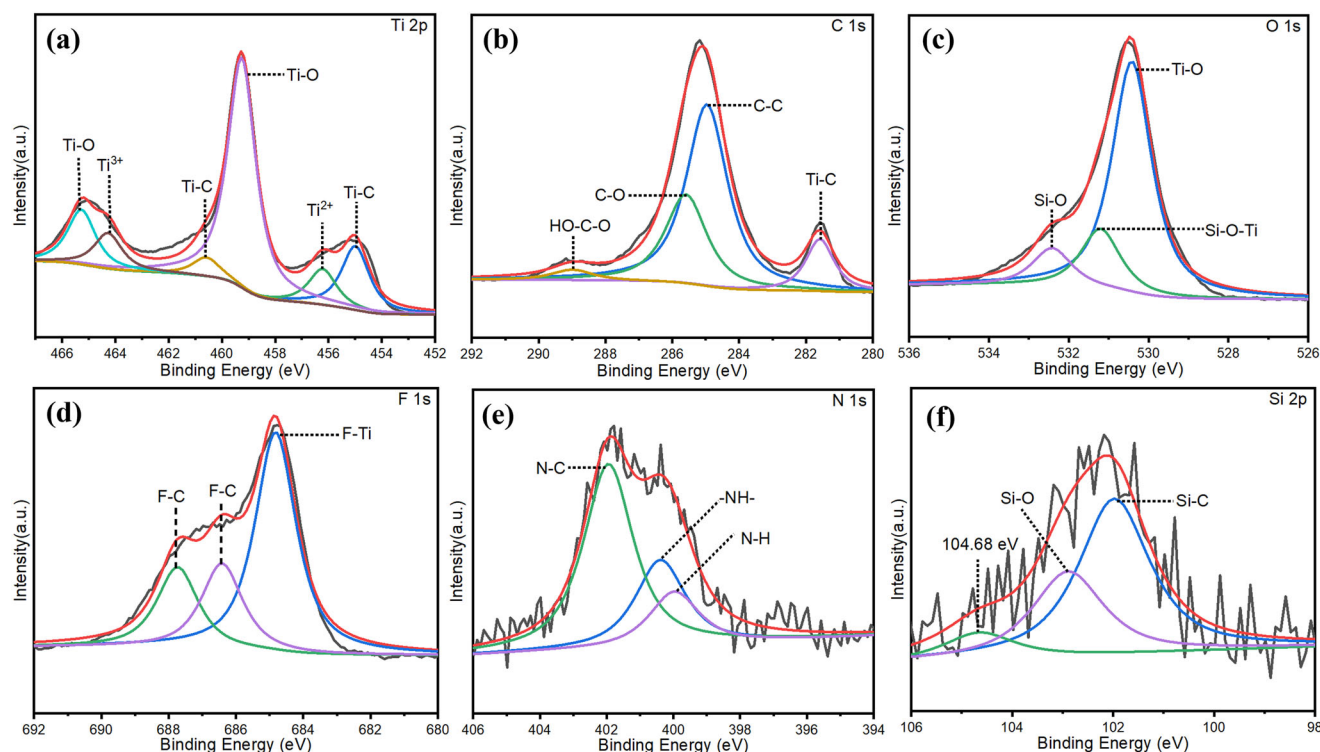 (a)
Ti 2p
Ti-O
Ti-O
Ti³⁺
Ti-C
Ti²⁺
Ti-C
Intensity(a.u.)
466 464 462 460 458 456 454 452
Binding Energy (eV)
(b)
C 1s
C-C
C-O
Ti-C
HO-C-O
Intensity(a.u.)
292 290 288 286 284 282 280
Binding Energy (eV)
(c)
O 1s
Ti-O
Si-O
Si-O-Ti
Intensity(a.u.)
536 534 532 530 528 526
Binding Energy (eV)
(d)
F 1s
F-Ti
F-C
F-C
Intensity(a.u.)
692 690 688 686 684 682 680
Binding Energy (eV)
(e)
N 1s
N-C
-NH-
N-H
Intensity(a.u.)
406 404 402 400 398 396 394
Binding Energy (eV)
(f)
Si 2p
Si-O
Si-C
104.68 eV
Intensity(a.u.)
106 104 102 100 98
Binding Energy (eV)